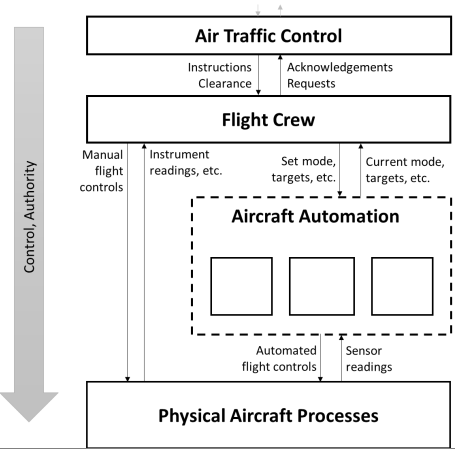 Air Traffic Control
Instructions
Clearance
Acknowledgements
Requests
Flight Crew
Manual
flight
controls
Instrument
readings, etc.
Set mode,
targets, etc.
Current mode,
targets, etc.
Control, Authority
Aircraft Automation
Automated
flight controls
Sensor
readings
Physical Aircraft Processes